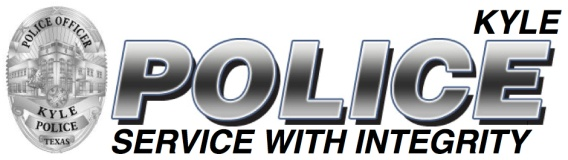 POLICE OFFICER
KYLE
POLICE
TEXAS
KYLE
POLICE
SERVICE WITH INTEGRITY